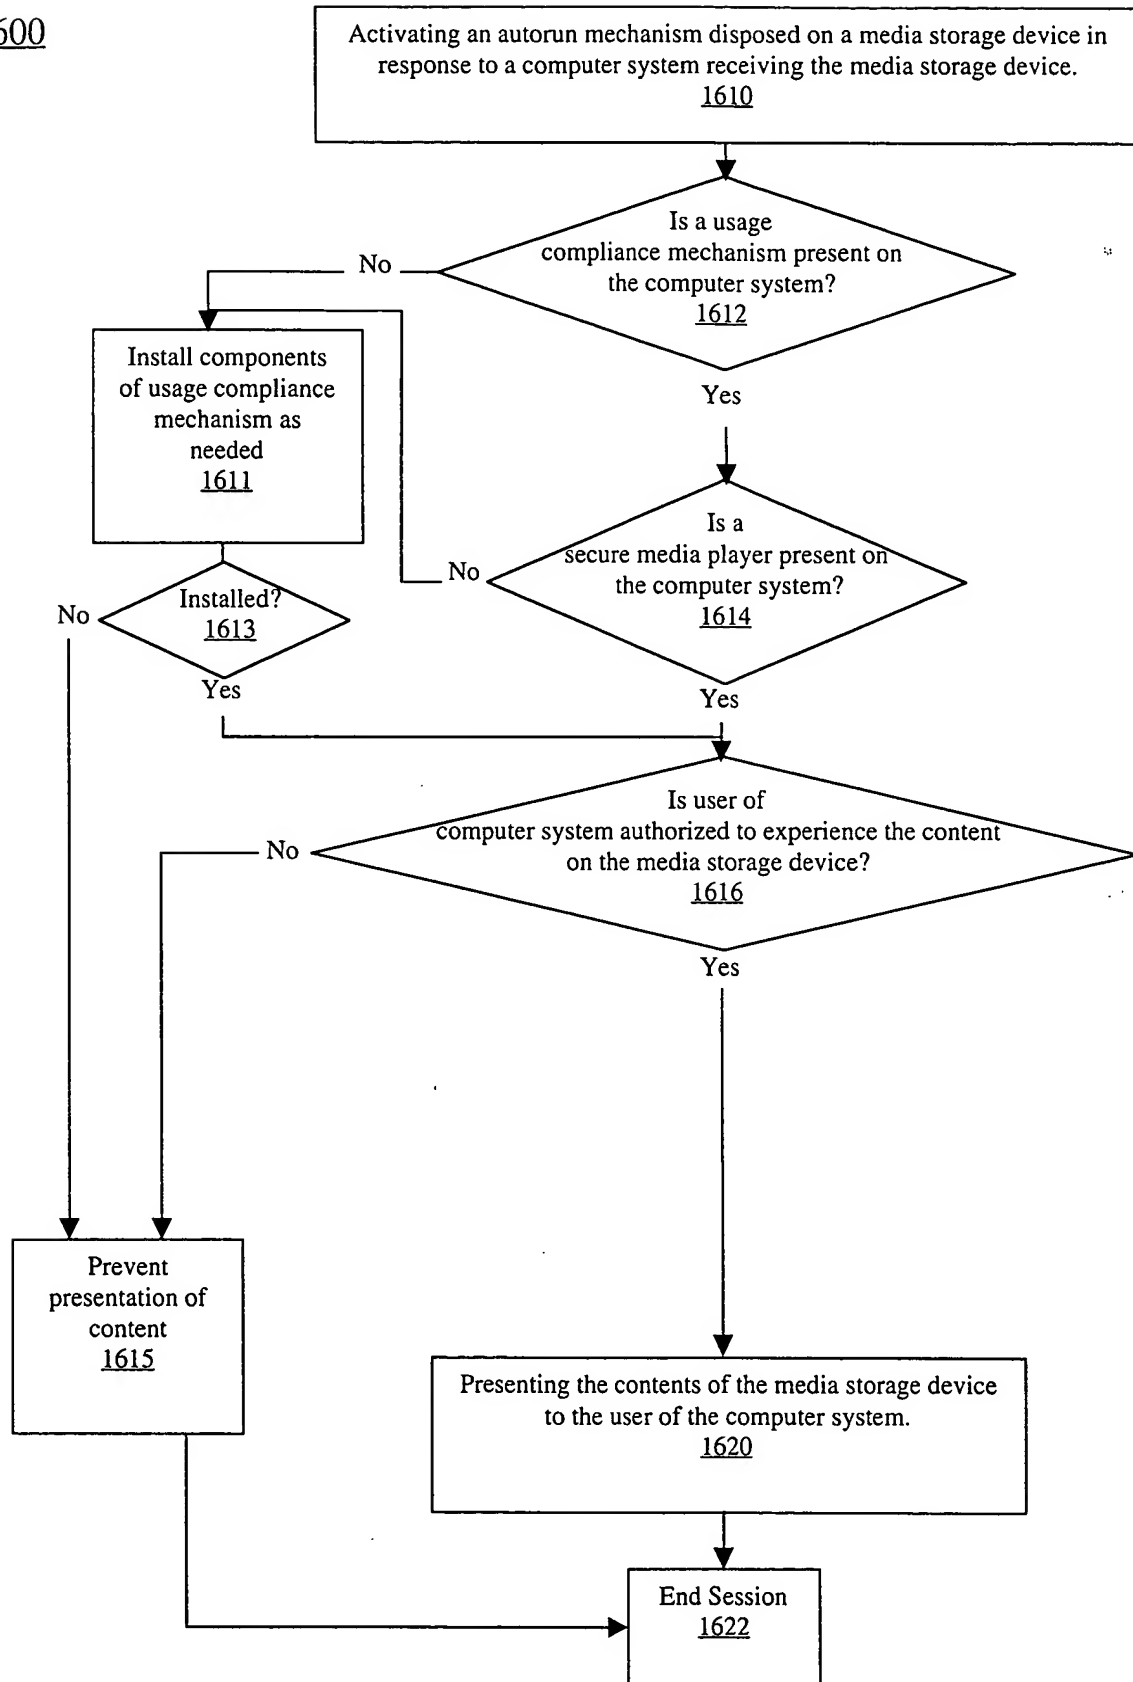 600
Activating an autorun mechanism disposed on a media storage device in
response to a computer system receiving the media storage device.
1610
Is a usage
compliance mechanism present on
the computer system?
1612
No
Yes
Install components
of usage compliance
mechanism as
needed
1611
Is a
secure media player present on
the computer system?
1614
No
Yes
Installed?
1613
No
Yes
Is user of
computer system authorized to experience the content
on the media storage device?
1616
No
Yes
Prevent
presentation of
content
1615
Presenting the contents of the media storage device
to the user of the computer system.
1620
End Session
1622